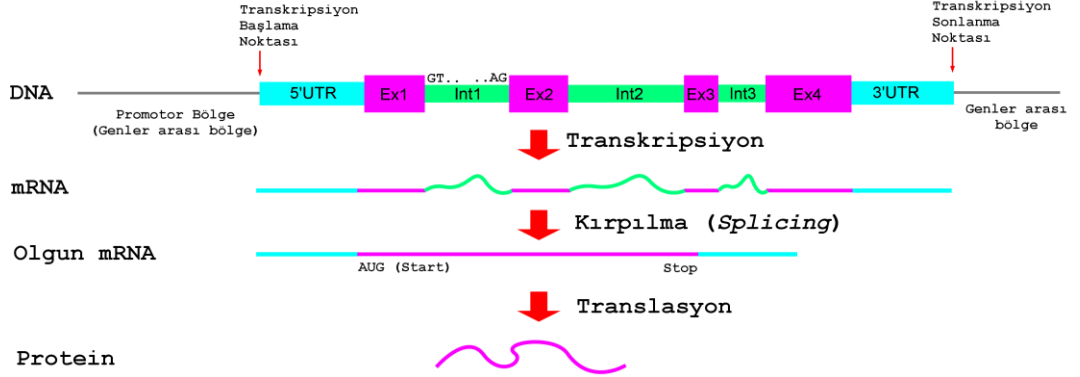 Transkripsiyon
Başlama
Noktası
Transkripsiyon
Sonlanma
Noktası
GT.. ..AG
DNA
5'UTR
Ex1
Int1
Ex2
Int2
Ex3
Int3
Ex4
3'UTR
Promotor Bölge
(Genler arası bölge)
Genler arası
bölge
Transkripsiyon
mRNA
Kırpılma (Splicing)
Olgun mRNA
AUG (Start)
Stop
Translasyon
Protein